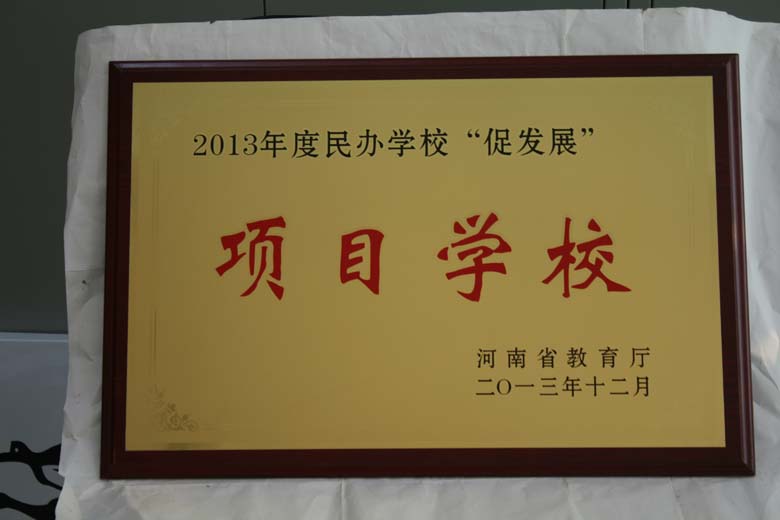 2013年度民办学校“促发展”
项目学校
河南省教育厅
二〇一三年十二月